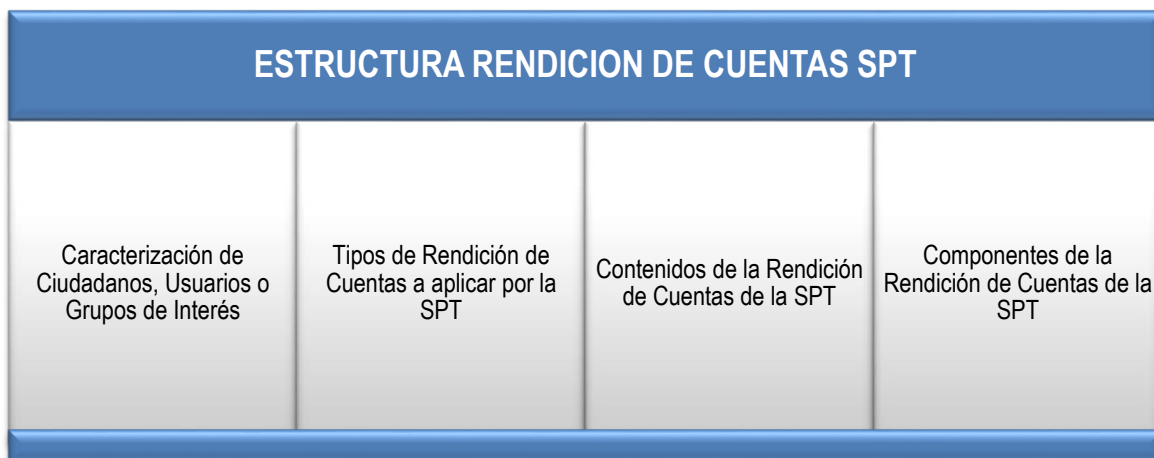 ESTRUCTURA RENDICION DE CUENTAS SPT
Caracterización de
Ciudadanos, Usuarios o
Grupos de Interés
Tipos de Rendición de
Cuentas a aplicar por la
SPT
Contenidos de la Rendición
de Cuentas de la SPT
Componentes de la
Rendición de Cuentas de la
SPT